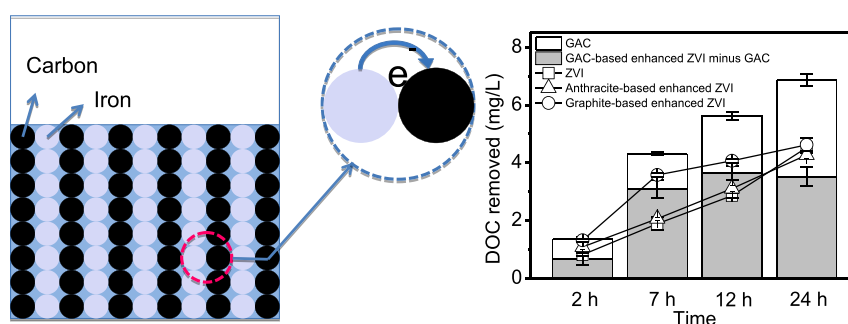 Carbon
Iron
e-
GAC
GAC-based enhanced ZVI minus GAC
ZVI
Anthracite-based enhanced ZVI
Graphite-based enhanced ZVI
DOC removed (mg/L)
8
6
4
2
0
2 h 7 h 12 h 24 h
Time